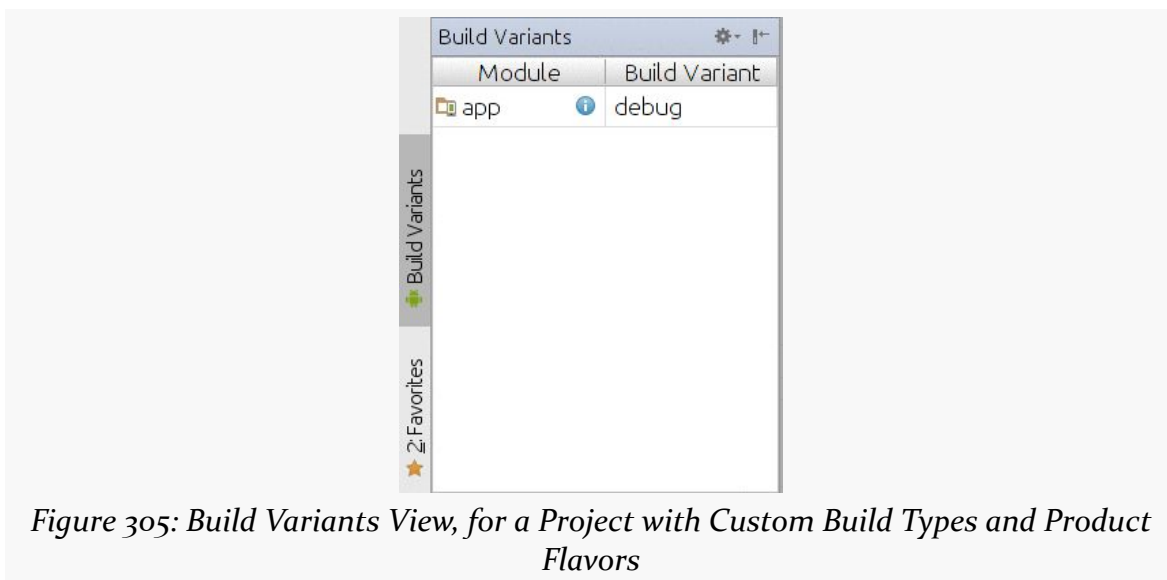 Build Variants
Module Build Variant
app debug
Build Variants
2: Favorites
Figure 305: Build Variants View, for a Project with Custom Build Types and Product
Flavors